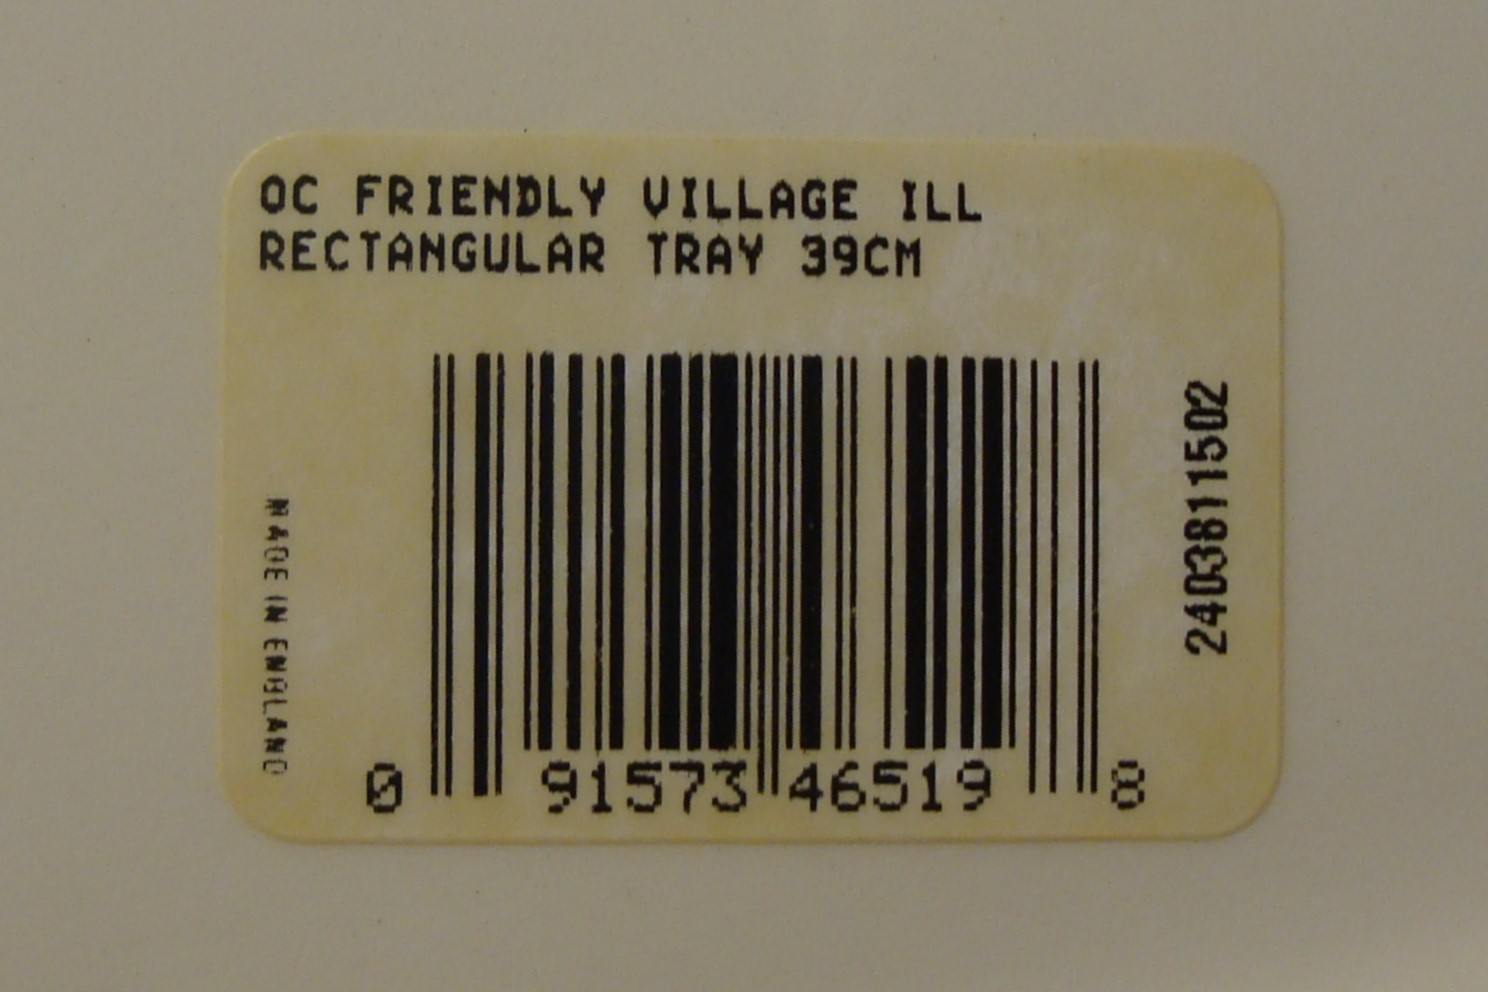 OC FRIENDLY VILLAGE ILL
RECTANGULAR TRAY 39CM
MADE IN ENGLAND
2403811502
0 91573 46519 8